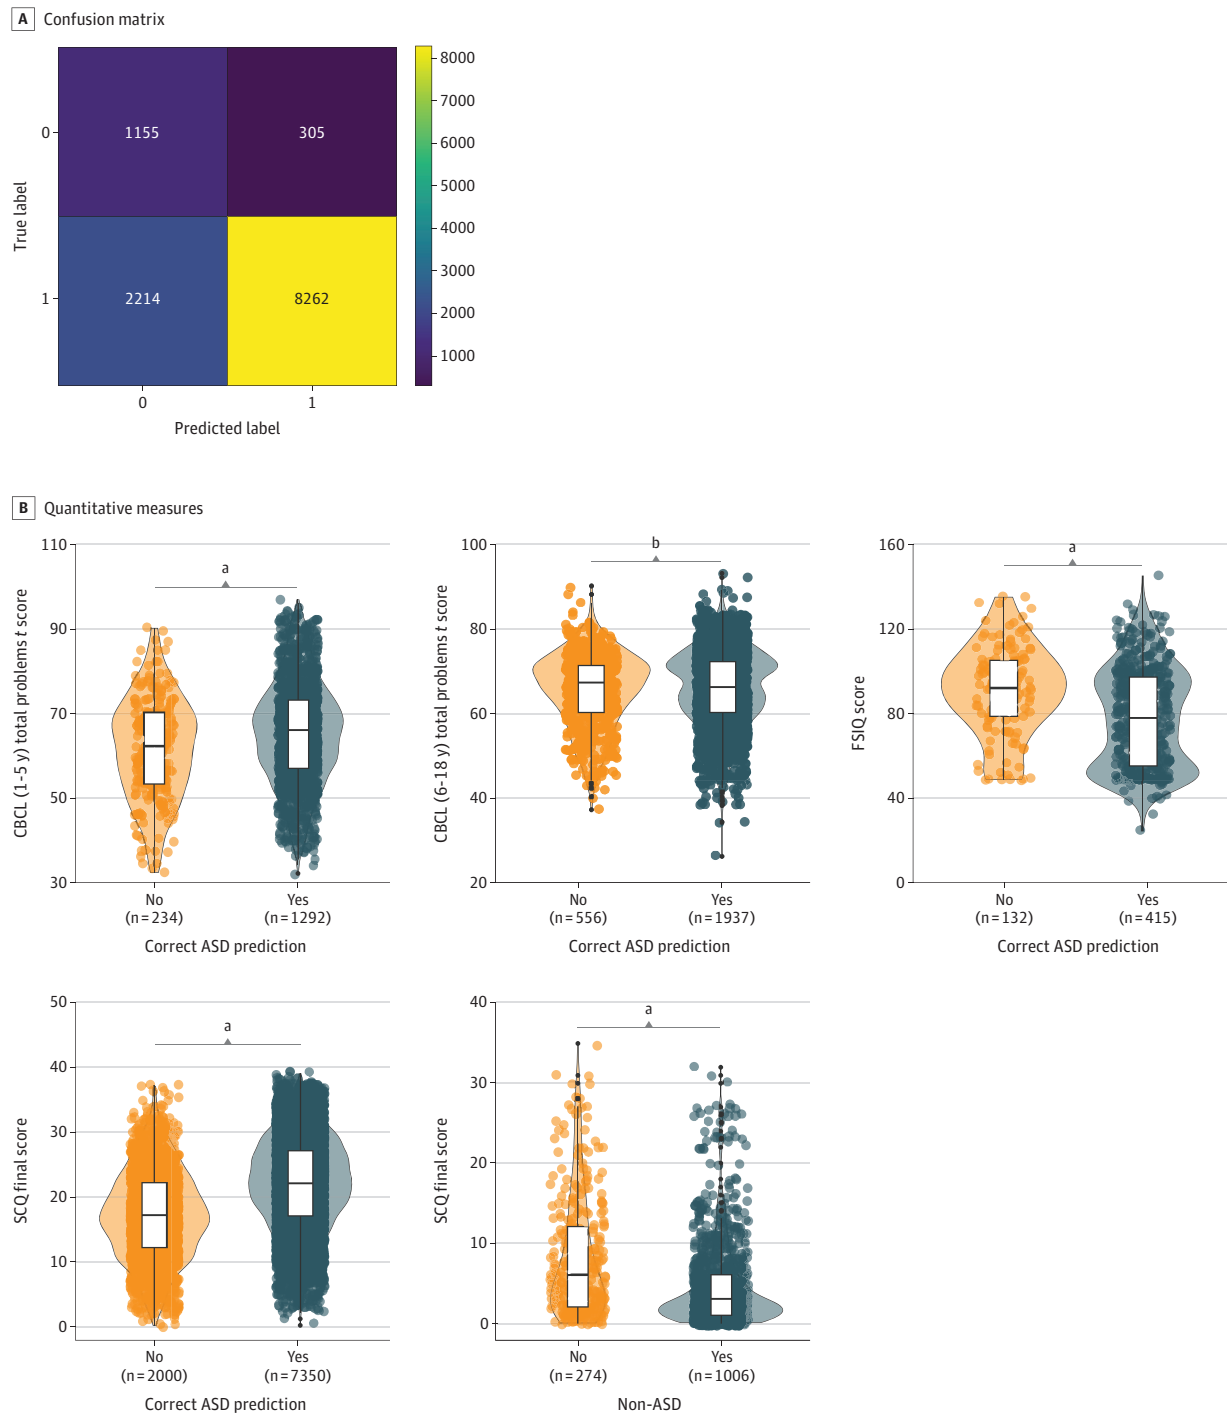 A Confusion matrix
True label
0
1
1155
305
2214
8262
0
1
Predicted label
8000
7000
6000
5000
4000
3000
2000
1000
B Quantitative measures
CBCL (1-5 y) total problems t score
110
90
70
50
30
a
No
(n=234)
Yes
(n=1292)
Correct ASD prediction
CBCL (6-18 y) total problems t score
100
80
60
40
20
b
No
(n=556)
Yes
(n=1937)
Correct ASD prediction
FSIQ score
160
120
80
40
0
a
No
(n=132)
Yes
(n=415)
Correct ASD prediction
SCQ final score
50
40
30
20
10
0
a
No
(n=2000)
Yes
(n=7350)
Correct ASD prediction
SCQ final score
40
30
20
10
0
a
No
(n=274)
Yes
(n=1006)
Non-ASD